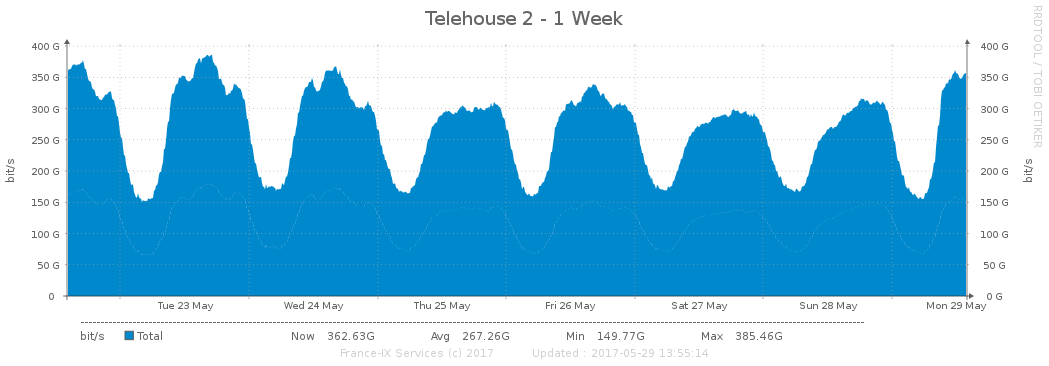 Telehouse 2 - 1 Week
RRDTOOL / TOBI OETIKER
bit/s
400 G 400 G
350 G 350 G
300 G 300 G
250 G 250 G
200 G 200 G
150 G 150 G
100 G 100 G
50 G 50 G
0 0 G
bit/s
Tue 23 May Wed 24 May Thu 25 May Fri 26 May Sat 27 May Sun 28 May Mon 29 May
bit/s Total Now 362.63G Avg 267.26G Min 149.77G Max 385.46G
France-IX Services (c) 2017 Updated : 2017-05-29 13:55:14